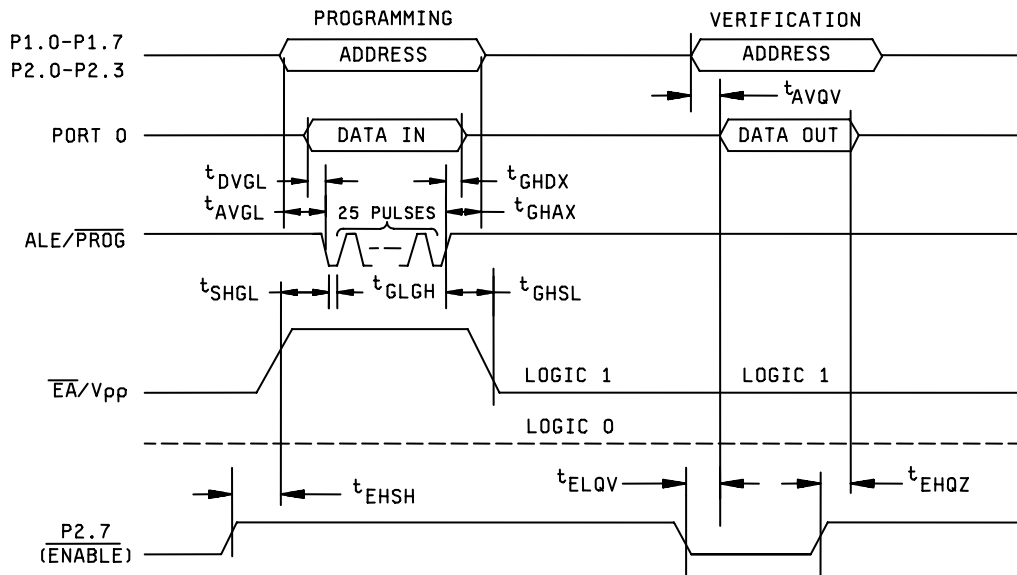 PROGRAMMING
VERIFICATION
P1.0-P1.7
P2.0-P2.3
ADDRESS
ADDRESS
tAVQV
PORT 0
DATA IN
DATA OUT
tDVGL
tGHDX
tAVGL
25 PULSES
tGHAX
ALE/PROG
tSHGL
tGLGH
tGHSL
EA/Vpp
LOGIC 1
LOGIC 1
LOGIC 0
tEHSH
tELQV
tEHQZ
P2.7
(ENABLE)